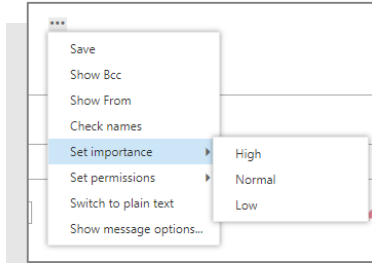 ...
Save
Show Bcc
Show From
Check names
Set importance
High
Set permissions
Normal
Switch to plain text
Low
Show message options...